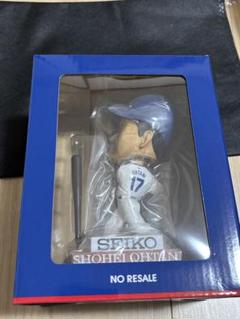 OHTANI
17
SEIKO
SHOHEI OHTANI
NO RESALE